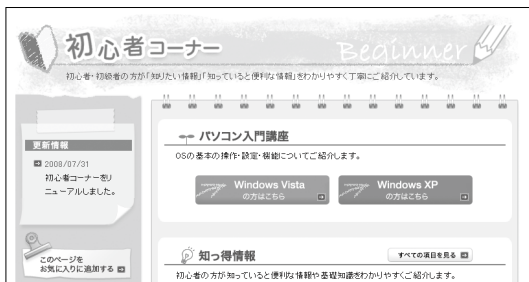 初心者コーナー
Beginner
初心者・初級者の方が「知りたい情報」「知っていると便利な情報」をわかりやすく丁寧にご紹介しています。
更新情報
2008/07/31
初心者コーナーをリ
ニューアルしました。
このページを
お気に入りに追加する
パソコン入門講座
OSの基本の操作・設定・機能についてご紹介します。
Windows Vista
の方はこちら
Windows XP
の方はこちら
知っ得情報
すべての項目を見る
初心者の方が知っていると便利な情報や基礎知識をわかりやすくご紹介します。